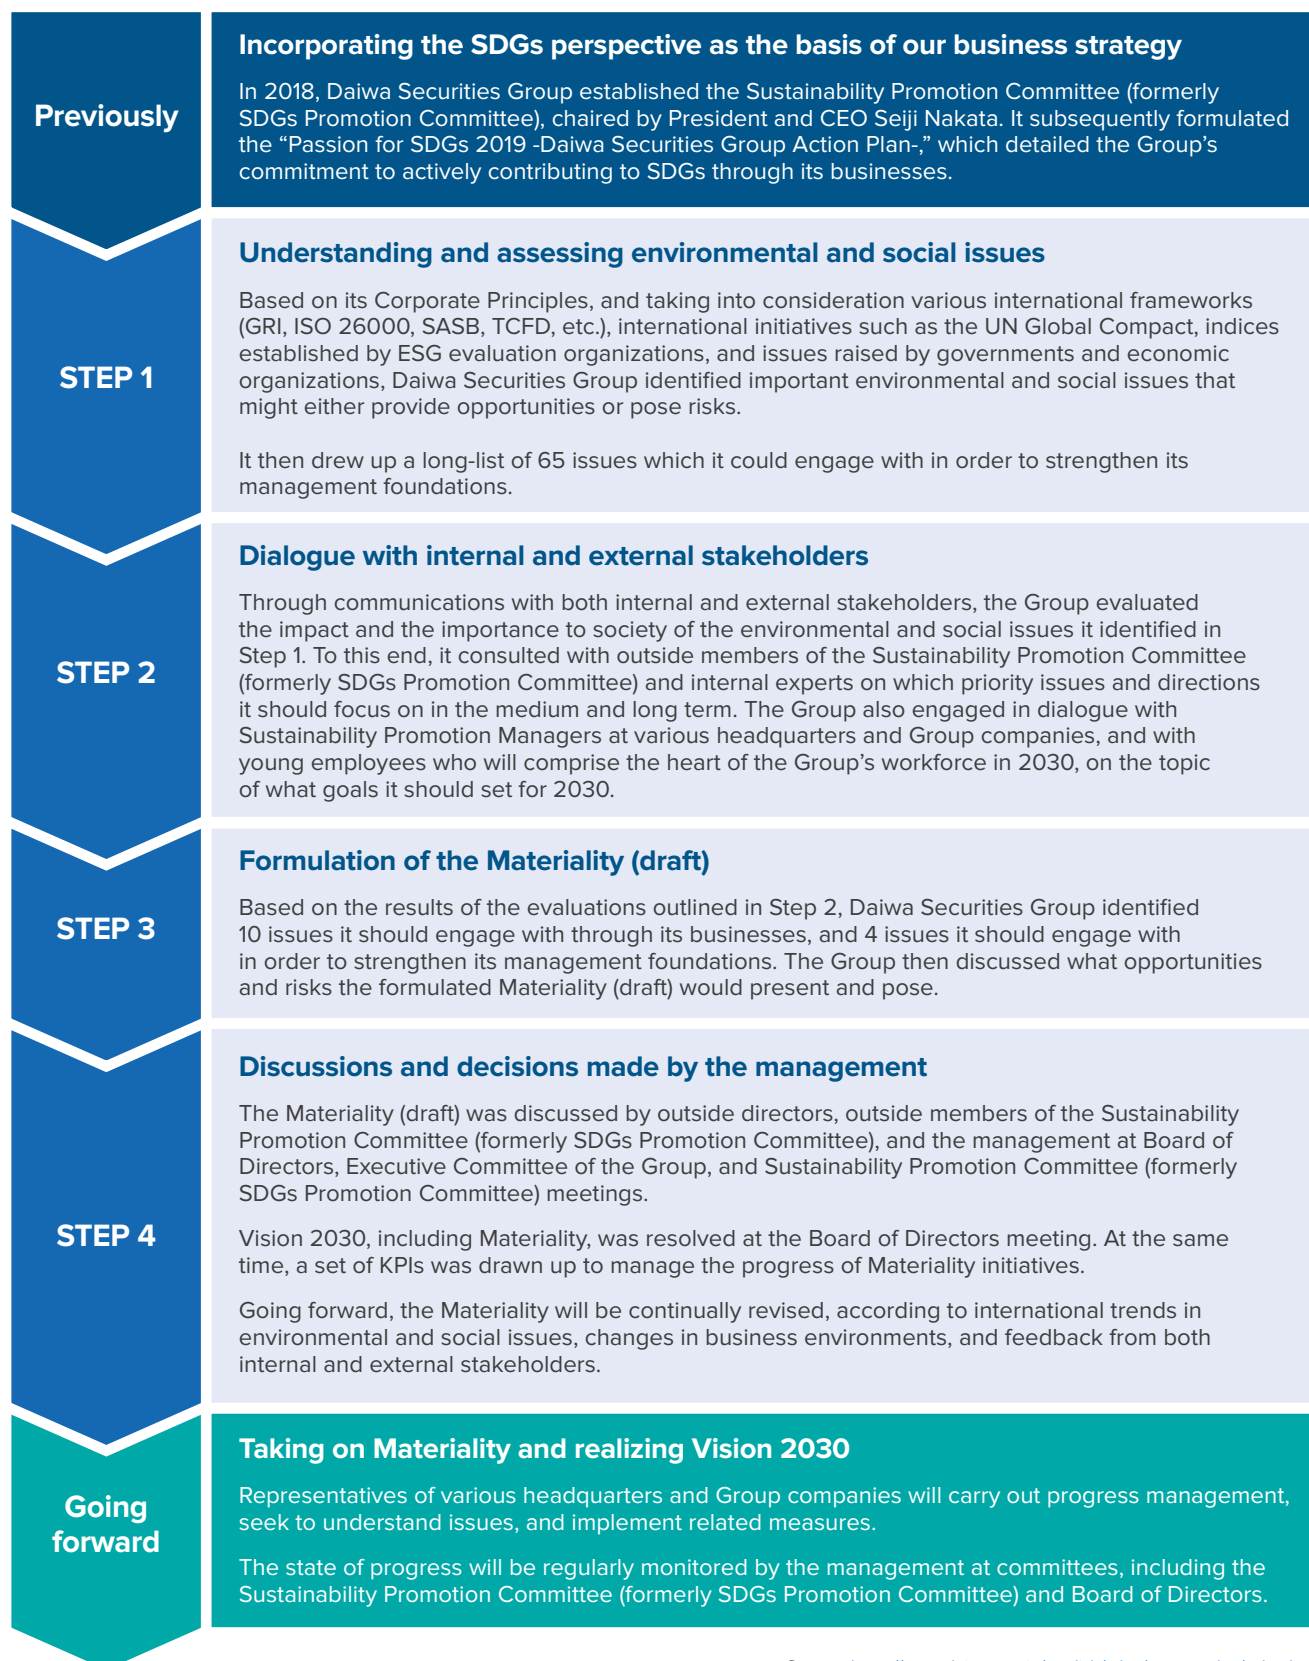 Previously
Incorporating the SDGs perspective as the basis of our business strategy
In 2018, Daiwa Securities Group established the Sustainability Promotion Committee (formerly
SDGs Promotion Committee), chaired by President and CEO Seiji Nakata. It subsequently formulated
the “Passion for SDGs 2019 -Daiwa Securities Group Action Plan-,” which detailed the Group’s
commitment to actively contributing to SDGs through its businesses.
STEP 1
Understanding and assessing environmental and social issues
Based on its Corporate Principles, and taking into consideration various international frameworks
(GRI, ISO 26000, SASB, TCFD, etc.), international initiatives such as the UN Global Compact, indices
established by ESG evaluation organizations, and issues raised by governments and economic
organizations, Daiwa Securities Group identified important environmental and social issues that
might either provide opportunities or pose risks.
It then drew up a long-list of 65 issues which it could engage with in order to strengthen its
management foundations.
STEP 2
Dialogue with internal and external stakeholders
Through communications with both internal and external stakeholders, the Group evaluated
the impact and the importance to society of the environmental and social issues it identified in
Step 1. To this end, it consulted with outside members of the Sustainability Promotion Committee
(formerly SDGs Promotion Committee) and internal experts on which priority issues and directions
it should focus on in the medium and long term. The Group also engaged in dialogue with
Sustainability Promotion Managers at various headquarters and Group companies, and with
young employees who will comprise the heart of the Group’s workforce in 2030, on the topic
of what goals it should set for 2030.
STEP 3
Formulation of the Materiality (draft)
Based on the results of the evaluations outlined in Step 2, Daiwa Securities Group identified
10 issues it should engage with through its businesses, and 4 issues it should engage with
in order to strengthen its management foundations. The Group then discussed what opportunities
and risks the formulated Materiality (draft) would present and pose.
STEP 4
Discussions and decisions made by the management
The Materiality (draft) was discussed by outside directors, outside members of the Sustainability
Promotion Committee (formerly SDGs Promotion Committee), and the management at Board of
Directors, Executive Committee of the Group, and Sustainability Promotion Committee (formerly
SDGs Promotion Committee) meetings.
Vision 2030, including Materiality, was resolved at the Board of Directors meeting. At the same
time, a set of KPIs was drawn up to manage the progress of Materiality initiatives.
Going forward, the Materiality will be continually revised, according to international trends in
environmental and social issues, changes in business environments, and feedback from both
internal and external stakeholders.
Going
forward
Taking on Materiality and realizing Vision 2030
Representatives of various headquarters and Group companies will carry out progress management,
seek to understand issues, and implement related measures.
The state of progress will be regularly monitored by the management at committees, including the
Sustainability Promotion Committee (formerly SDGs Promotion Committee) and Board of Directors.